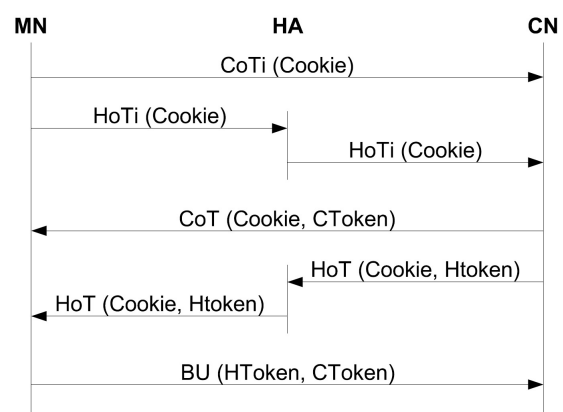 MN HA CN
CoTi (Cookie)
HoTi (Cookie)
HoTi (Cookie)
CoT (Cookie, CToken)
HoT (Cookie, Htoken)
HoT (Cookie, Htoken)
BU (HToken, CToken)